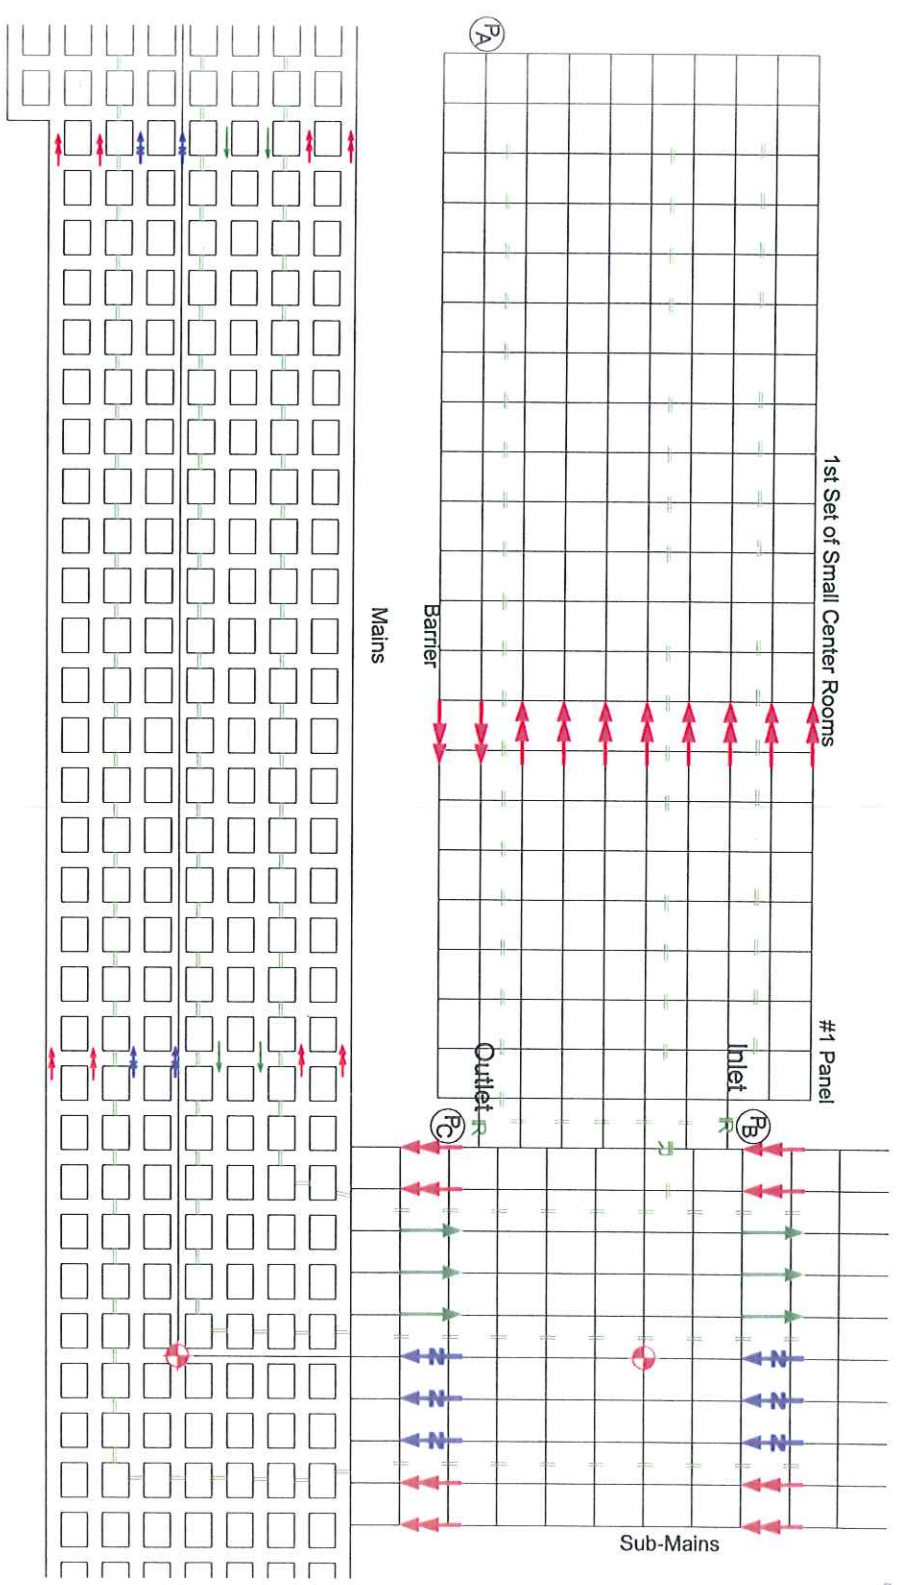 PA
1st Set of Small Center Rooms
Mains
Barrier
#1 Panel
Outlet
Inlet
PC
R
R
R
PB
N
N
N
N
N
N
Sub-Mains